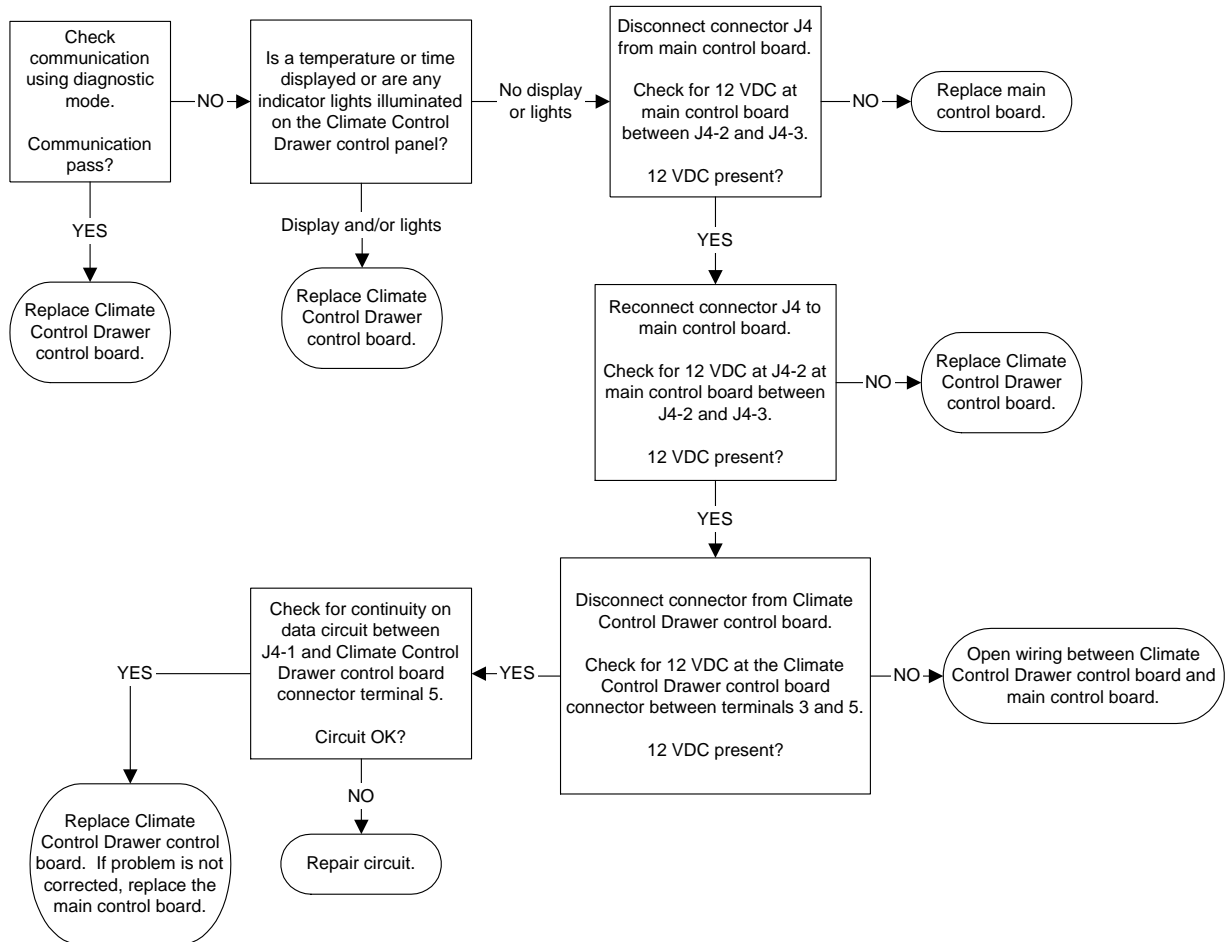 Check
communication
using diagnostic
mode.
Communication
pass?
NO
YES
Replace Climate
Control Drawer
control board.
Is a temperature or time
displayed or are any
indicator lights illuminated
on the Climate Control
Drawer control panel?
No display
or lights
Display and/or lights
Replace Climate
Control Drawer
control board.
Disconnect connector J4
from main control board.
Check for 12 VDC at
main control board
between J4-2 and J4-3.
12 VDC present?
NO
Replace main
control board.
YES
Reconnect connector J4 to
main control board.
Check for 12 VDC at J4-2 at
main control board between
J4-2 and J4-3.
12 VDC present?
NO
Replace Climate
Control Drawer
control board.
YES
Disconnect connector from Climate
Control Drawer control board.
Check for 12 VDC at the Climate
Control Drawer control board
connector between terminals 3 and 5.
12 VDC present?
NO
Open wiring between Climate
Control Drawer control board and
main control board.
YES
Check for continuity on
data circuit between
J4-1 and Climate Control
Drawer control board
connector terminal 5.
Circuit OK?
YES
Replace Climate
Control Drawer control
board.  If problem is not
corrected, replace the
main control board.
NO
Repair circuit.